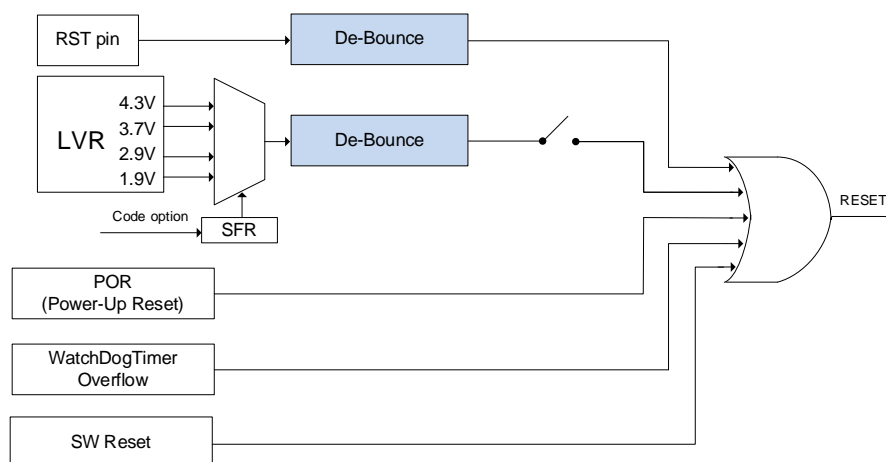 RST pin
De-Bounce
LVR
4.3V
3.7V
2.9V
1.9V
De-Bounce
Code option
SFR
RESET
POR
(Power-Up Reset)
WatchDogTimer
Overflow
SW Reset